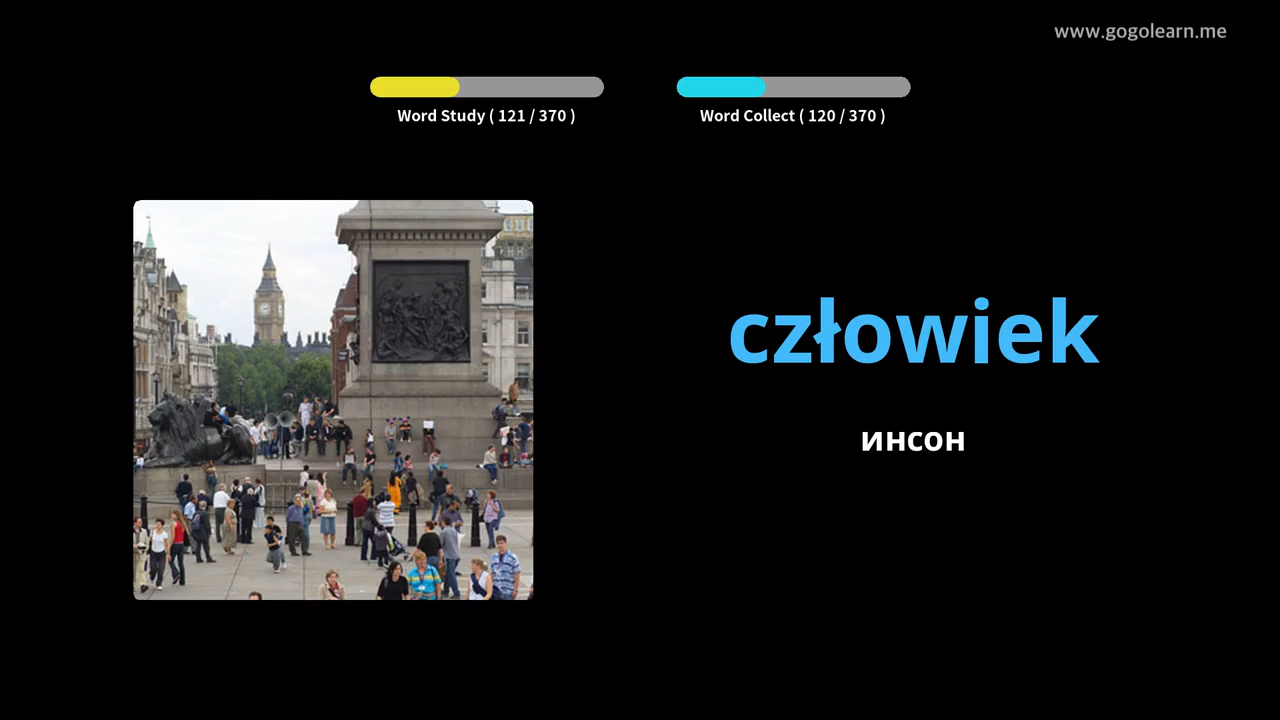 www.gogolearn.me
Word Study ( 121 / 370 )
Word Collect ( 120 / 370 )
człowiek
инсон